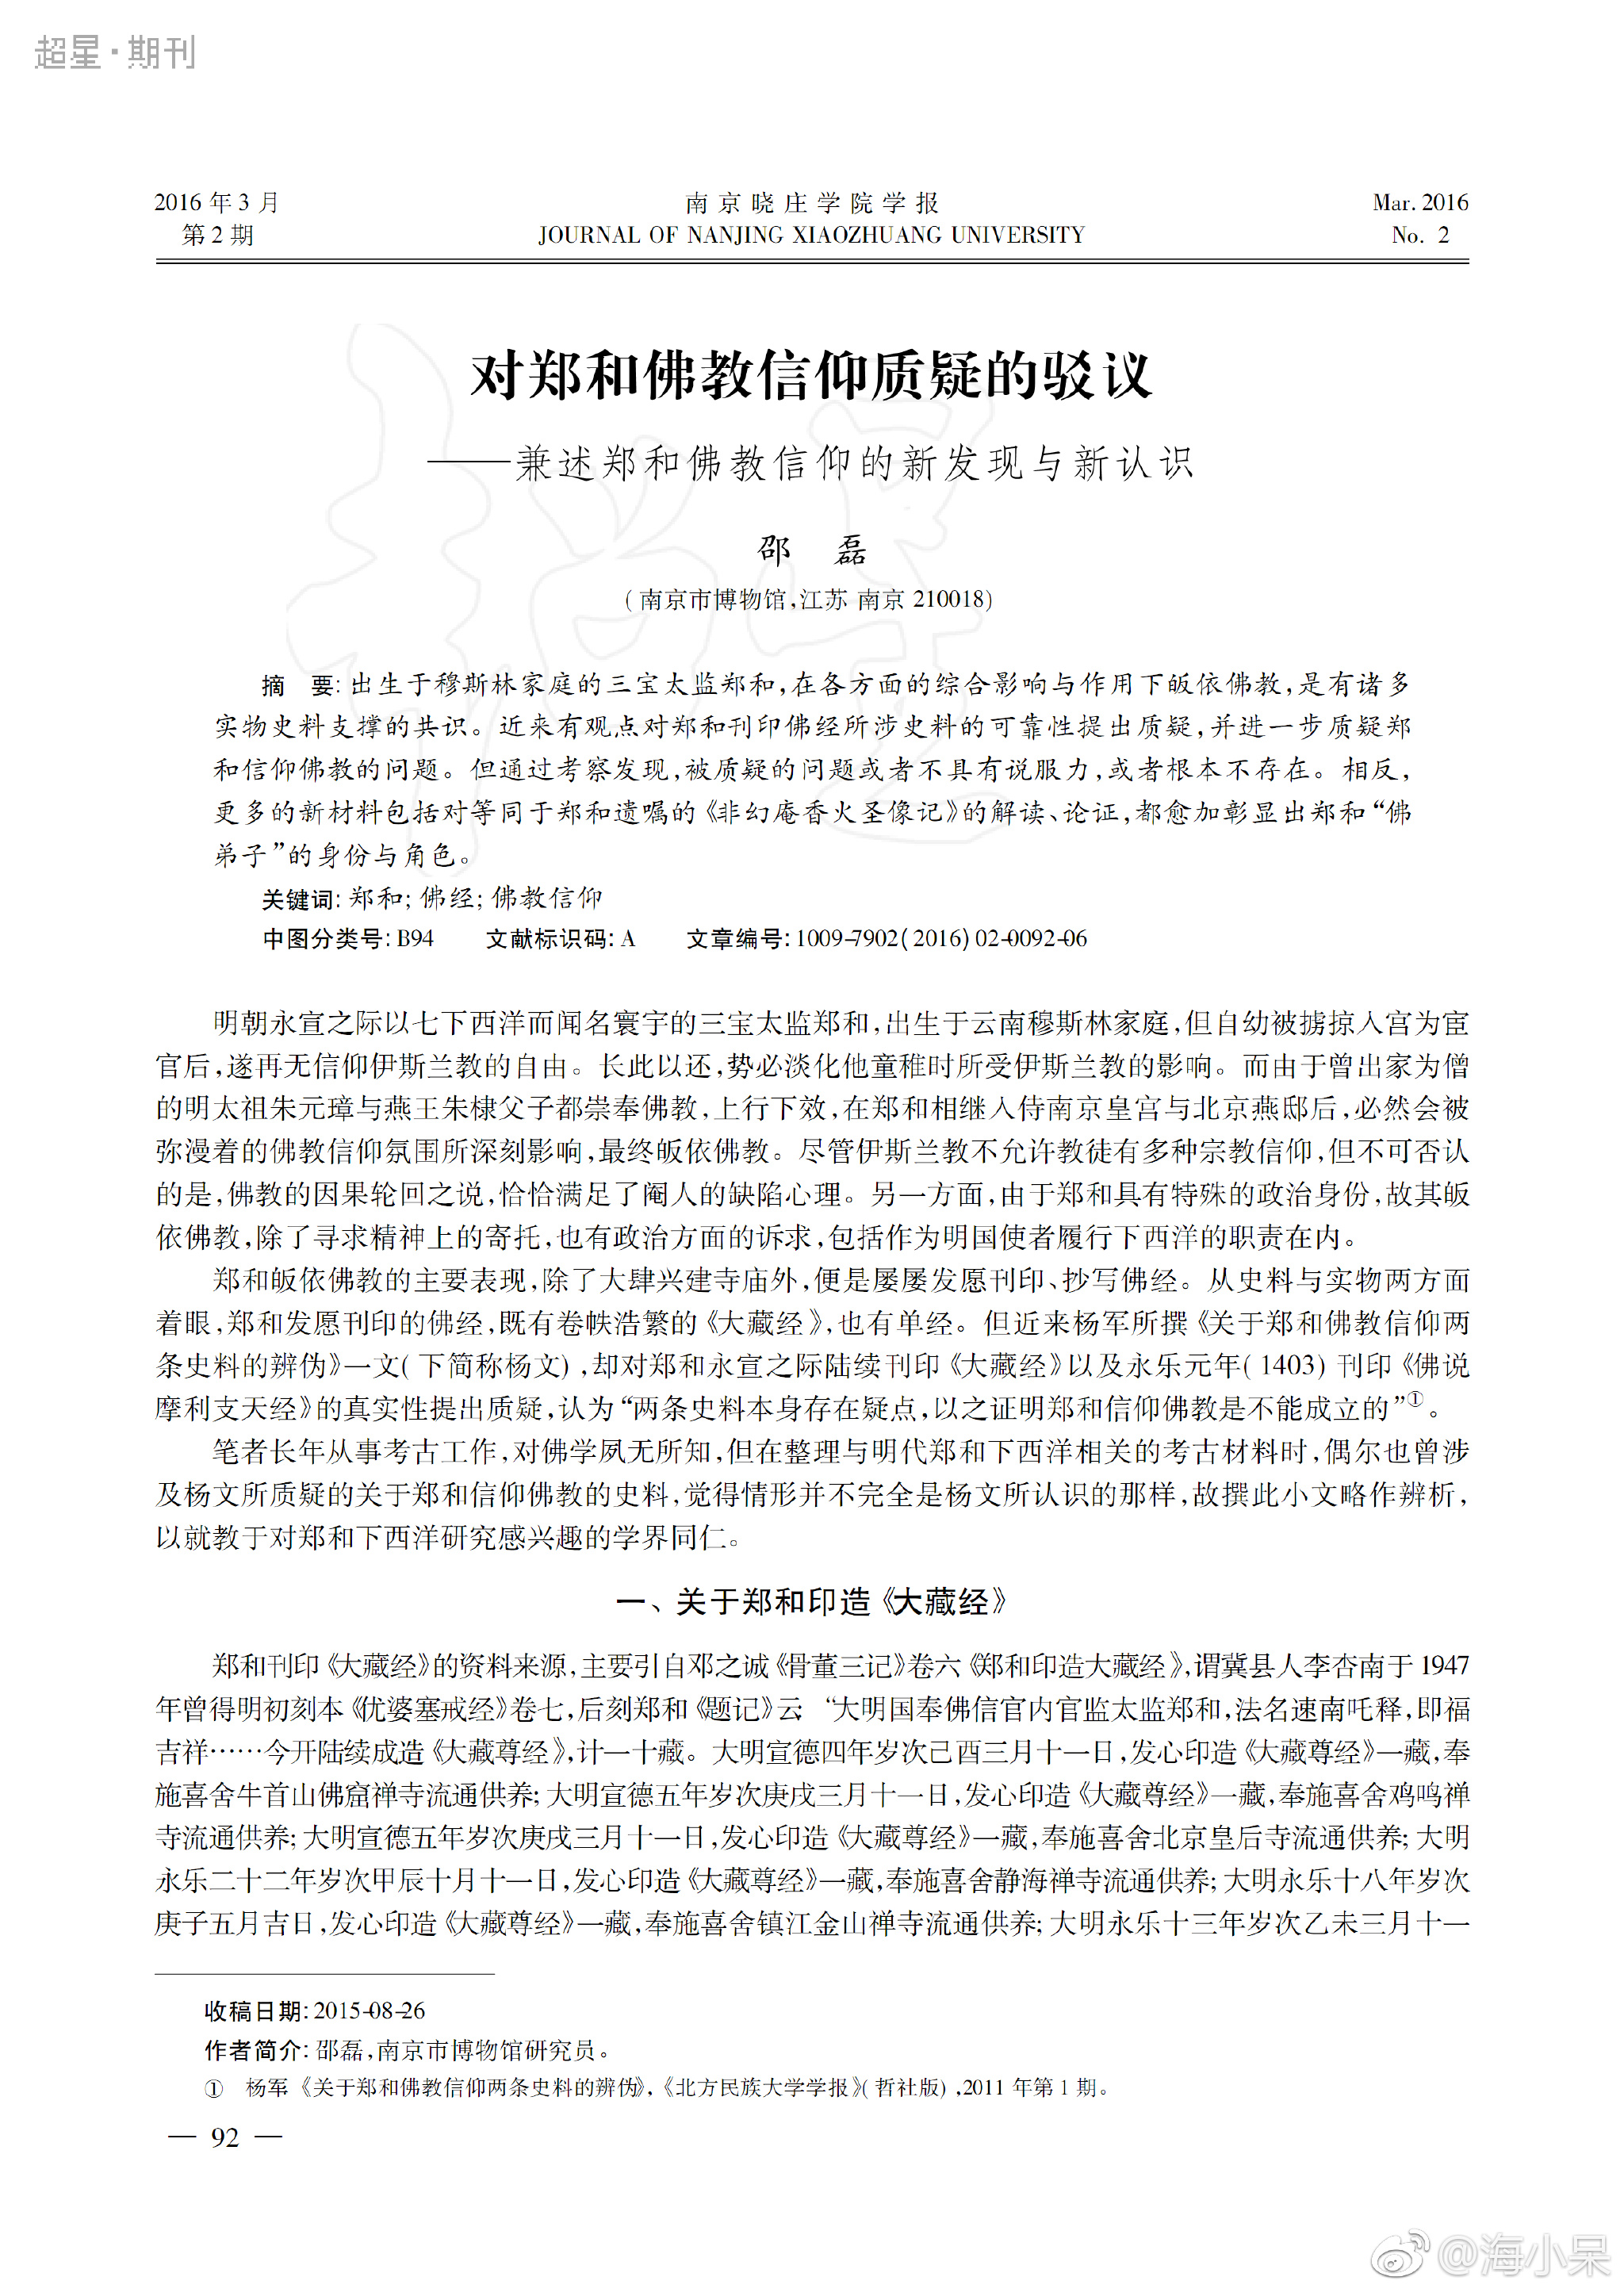 超星·期刊
2016 年 3 月
南京晓庄学院学报
Mar. 2016
第 2 期
JOURNAL OF NANJING XIAOZHUANG UNIVERSITY
No. 2
对郑和佛教信仰质疑的驳议
——兼述郑和佛教信仰的新发现与新认识
邵 磊
(南京市博物馆,江苏 南京 210018)
摘 要:出生于穆斯林家庭的三宝太监郑和,在各方面的综合影响与作用下皈依佛教,是有诸多
实物史料支撑的共识。近来有观点对郑和刊印佛经所涉史料的可靠性提出质疑,并进一步质疑郑
和信仰佛教的问题。但通过考察发现,被质疑的问题或者不具有说服力,或者根本不存在。相反,
更多的新材料包括对等同于郑和遗嘱的《非幻庵香火圣像记》的解读、论证,都愈加彰显出郑和“佛
弟子”的身份与角色。
关键词:郑和;佛经;佛教信仰
中图分类号:B94 文献标识码:A 文章编号:1009-7902(2016)02-0092-06
明朝永宣之际以七下西洋而闻名寰宇的三宝太监郑和,出生于云南穆斯林家庭,但自幼被掳掠入宫为宦
官后,遂再无信仰伊斯兰教的自由。长此以还,势必淡化他童稚时所受伊斯兰教的影响。而由于曾出家为僧
的明太祖朱元璋与燕王朱棣父子都崇奉佛教,上行下效,在郑和相继入侍南京皇宫与北京燕邸后,必然会被
弥漫着的佛教信仰氛围所深刻影响,最终皈依佛教。尽管伊斯兰教不允许教徒有多种宗教信仰,但不可否认
的是,佛教的因果轮回之说,恰恰满足了阉人的缺陷心理。另一方面,由于郑和具有特殊的政治身份,故其皈
依佛教,除了寻求精神上的寄托,也有政治方面的诉求,包括作为明国使者履行下西洋的职责在内。
郑和皈依佛教的主要表现,除了大肆兴建寺庙外,便是屡屡发愿刊印、抄写佛经。从史料与实物两方面
着眼,郑和发愿刊印的佛经,既有卷帙浩繁的《大藏经》,也有单经。但近来杨军所撰《关于郑和佛教信仰两
条史料的辨伪》一文(下简称杨文),却对郑和永宣之际陆续刊印《大藏经》以及永乐元年(1403)刊印《佛说
摩利支天经》的真实性提出质疑,认为“两条史料本身存在疑点,以之证明郑和信仰佛教是不能成立的”①。
笔者长年从事考古工作,对佛学夙无所知,但在整理与明代郑和下西洋相关的考古材料时,偶尔也曾涉
及杨文所质疑的关于郑和信仰佛教的史料,觉得情形并不完全是杨文所认识的那样,故撰此小文略作辨析,
以就教于对郑和下西洋研究感兴趣的学界同仁。
一、关于郑和印造《大藏经》
郑和刊印《大藏经》的资料来源,主要引自邓之诚《骨董三记》卷六《郑和印造大藏经》,谓冀县人李杏南于 1947
年曾得明初刻本《优婆塞戒经》卷七,后刻郑和《题记》云:“大明国奉佛信官内官监太监郑和,法名速南吒释,即福
吉祥……今开陆续成造《大藏尊经》,计一十藏。大明宣德四年岁次己酉三月十一日,发心印造《大藏尊经》一藏,奉
施喜舍牛首山佛窟禅寺流通供养;大明宣德五年岁次庚戌三月十一日,发心印造《大藏尊经》一藏,奉施喜舍鸡鸣禅
寺流通供养;大明宣德五年岁次庚戌三月十一日,发心印造《大藏尊经》一藏,奉施喜舍北京皇后寺流通供养;大明
永乐二十二年岁次甲辰十月十一日,发心印造《大藏尊经》一藏,奉施喜舍静海禅寺流通供养;大明永乐十八年岁次
庚子五月吉日,发心印造《大藏尊经》一藏,奉施喜舍镇江金山禅寺流通供养;大明永乐十三年岁次乙未三月十一
收稿日期:2015-08-26
作者简介:邵磊,南京市博物馆研究员。
① 杨军《关于郑和佛教信仰两条史料的辨伪》,《北方民族大学学报》(哲社版),2011 年第 1 期。
— 92 —
@海小呆